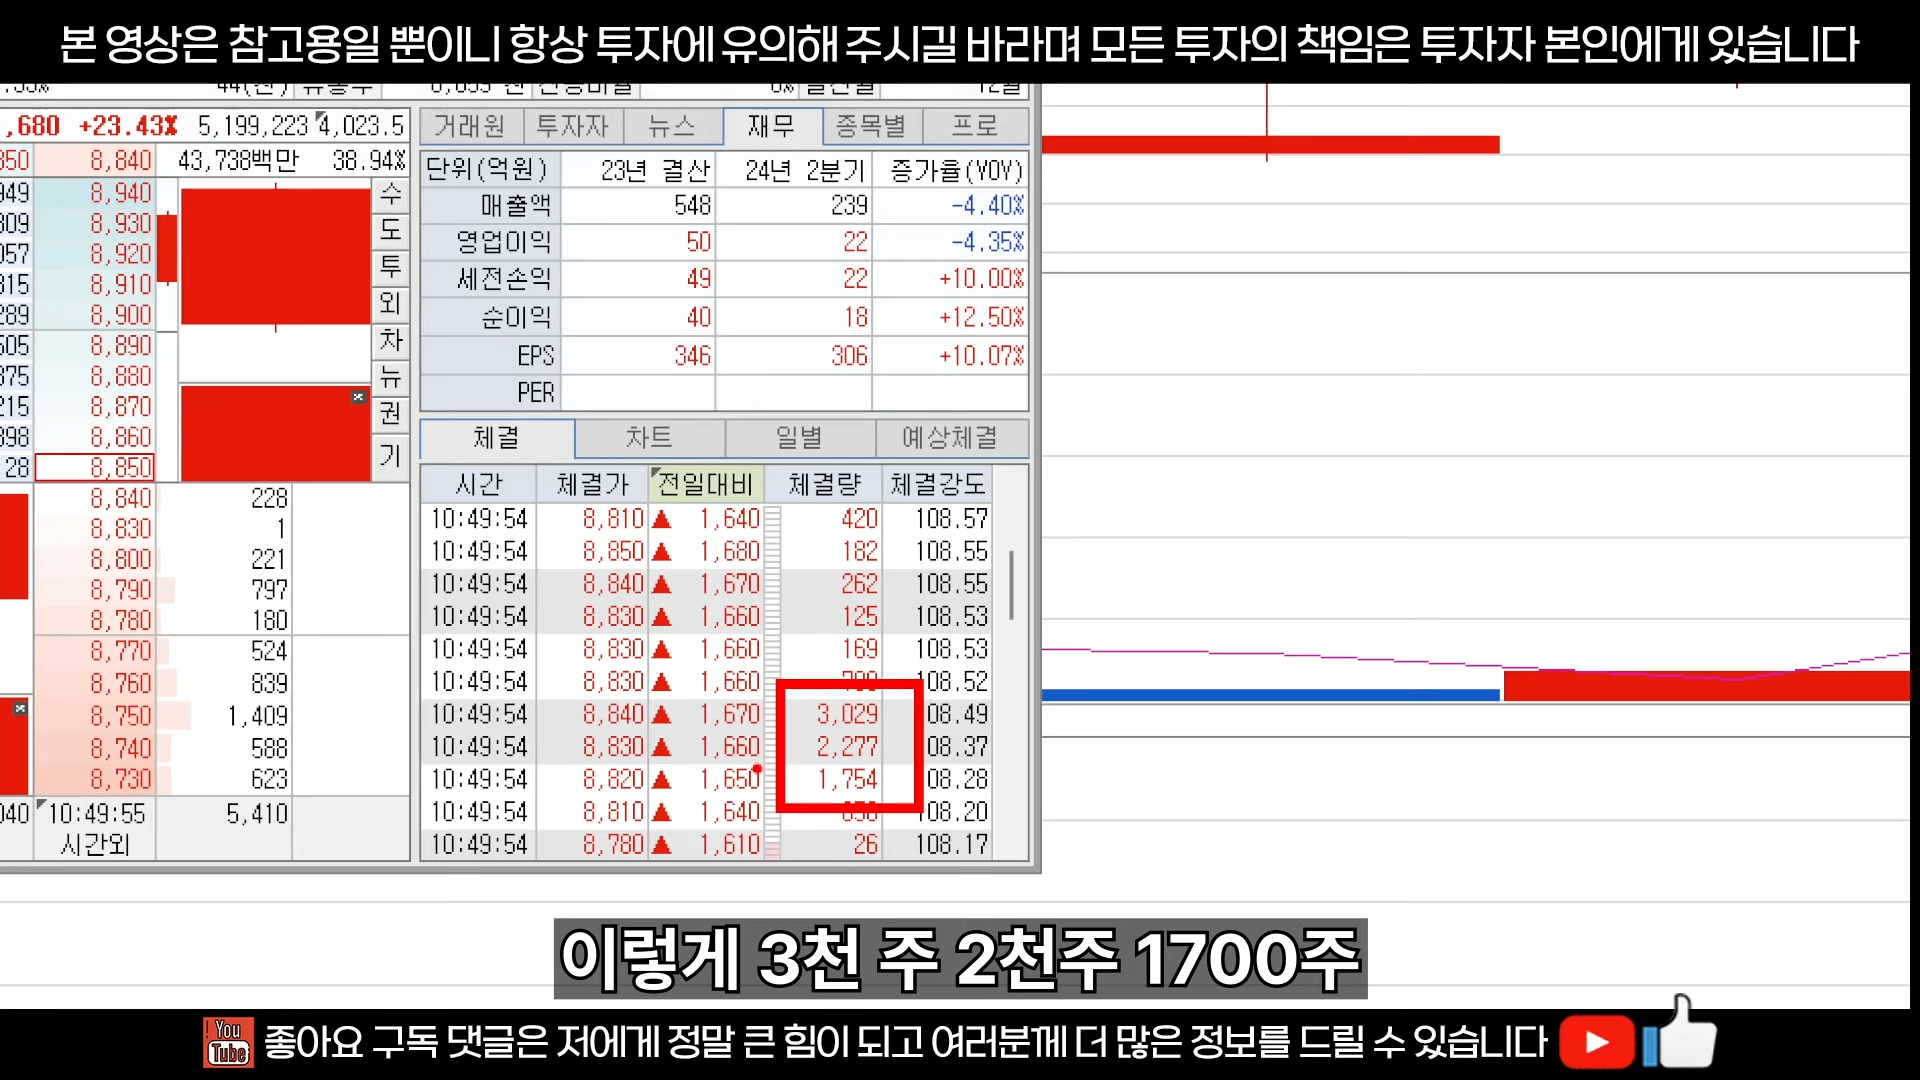 본 영상은 참고용일 뿐이니 항상 투자에 유의해 주시길 바라며 모든 투자의 책임은 투자자 본인에게 있습니다
,680 +23.43% 5,199,223 4,023.5
850 8,840 43,738백만 38.94%
949 8,940 수
809 8,930 도
057 8,920 투
815 8,910
289 8,900 외
505 8,890 차
875 8,880 뉴
215 8,870
898 8,860 권
28 8,850 기
8,840 228
8,830 1
8,800 221
8,790 797
8,780 180
8,770 524
8,760 839
8,750 1,409
8,740 588
8,730 623
040 10:49:55 5,410
시간외
거래원 투자자 뉴스 재무 종목별 프로
단위(억원) 23년 결산 24년 2분기 증가율(YOY)
매출액 548 239 -4.40%
영업이익 50 22 -4.35%
세전손익 49 22 +10.00%
순이익 40 18 +12.50%
EPS 346 306 +10.07%
PER
체결 차트 일별 예상체결
시간 체결가 전일대비 체결량 체결강도
10:49:54 8,810 ▲ 1,640 420 108.57
10:49:54 8,850 ▲ 1,680 182 108.55
10:49:54 8,840 ▲ 1,670 262 108.55
10:49:54 8,830 ▲ 1,660 125 108.53
10:49:54 8,830 ▲ 1,660 169 108.53
10:49:54 8,830 ▲ 1,660 108.52
10:49:54 8,840 ▲ 1,670 3,029 08.49
10:49:54 8,830 ▲ 1,660 2,277 08.37
10:49:54 8,820 ▲ 1,650 1,754 08.28
10:49:54 8,810 ▲ 1,640 108.20
10:49:54 8,780 ▲ 1,610 26 108.17
이렇게 3천 주 2천주 1700주
You Tube 좋아요 구독 댓글은 저에게 정말 큰 힘이 되고 여러분께 더 많은 정보를 드릴 수 있습니다